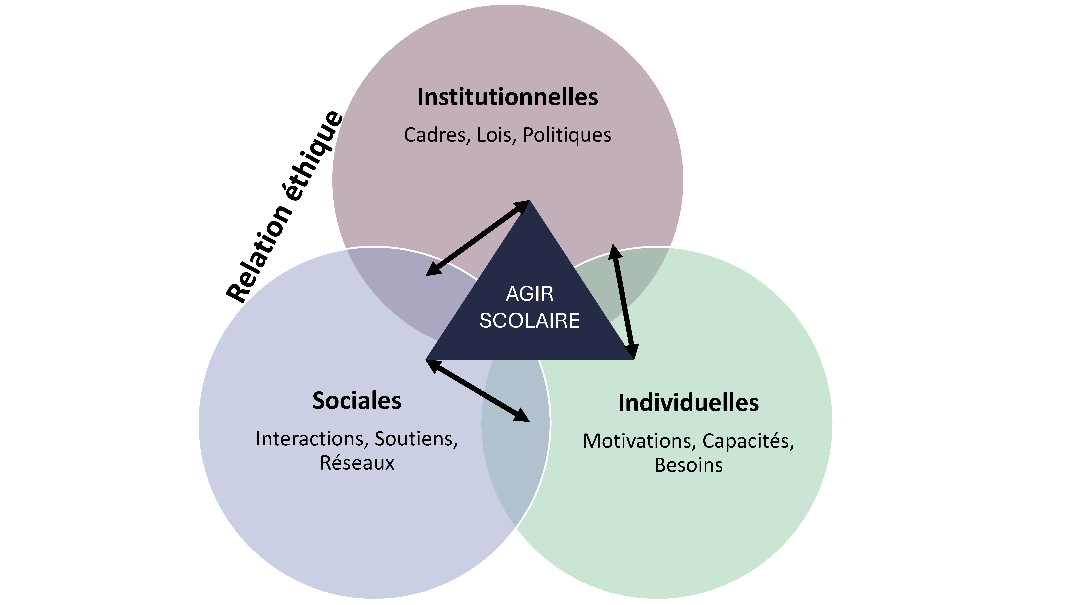 Institutionnelles
Cadres, Lois, Politiques
Relation éthique
AGIR
SCOLAIRE
Sociales
Interactions, Soutiens,
Réseaux
Individuelles
Motivations, Capacités,
Besoins